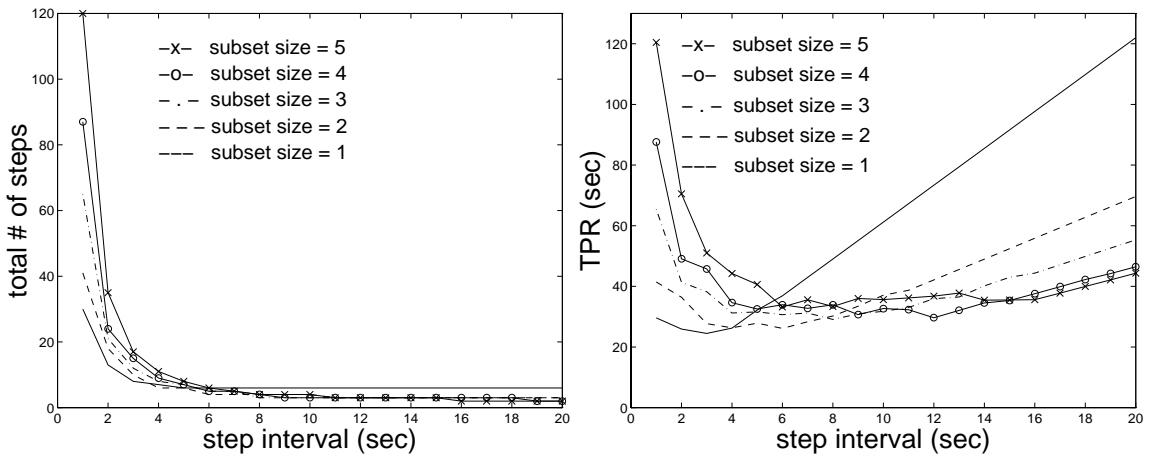 120
100
80
60
40
20
0
total # of steps
–x– subset size = 5
–o– subset size = 4
– · – subset size = 3
– – – subset size = 2
––– subset size = 1
0 2 4 6 8 10 12 14 16 18 20
step interval (sec)
120
100
80
60
40
20
0
TPR (sec)
–x– subset size = 5
–o– subset size = 4
– · – subset size = 3
– – – subset size = 2
––– subset size = 1
0 2 4 6 8 10 12 14 16 18 20
step interval (sec)